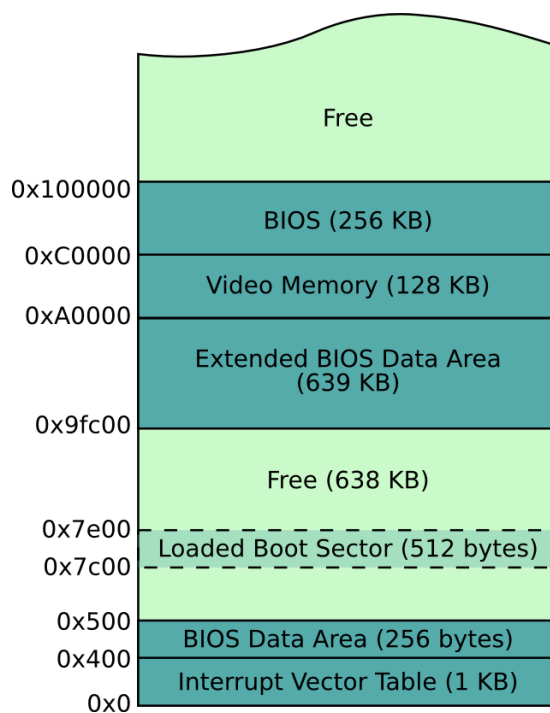 Free
0x100000
BIOS (256 KB)
0xC0000
Video Memory (128 KB)
0xA0000
Extended BIOS Data Area
(639 KB)
0x9fc00
Free (638 KB)
0x7e00
Loaded Boot Sector (512 bytes)
0x7c00
0x500
BIOS Data Area (256 bytes)
0x400
Interrupt Vector Table (1 KB)
0x0